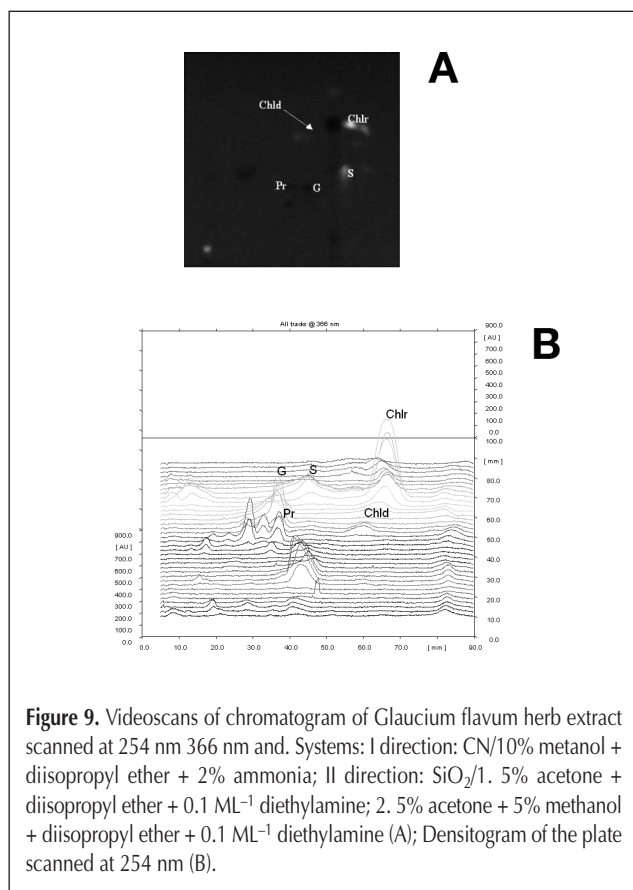 A
Chld
Chlr
Pr
G
S
All tracks @ 366 nm
B
900.0
[ AU ]
700.0
600.0
500.0
400.0
300.0
200.0
100.0
0.0
100.0
[ mm ]
80.0
70.0
60.0
50.0
40.0
30.0
20.0
10.0
0.0
Chlr
G
S
Pr
Chld
900.0
[ AU ]
700.0
600.0
500.0
400.0
300.0
200.0
100.0
0.0
0.0 10.0 20.0 30.0 40.0 50.0 60.0 70.0 [ mm ] 90.0
Figure 9. Videoscans of chromatogram of Glaucium flavum herb extract
scanned at 254 nm 366 nm and. Systems: I direction: CN/10% metanol +
diisopropyl ether + 2% ammonia; II direction: SiO₂/1. 5% acetone +
diisopropyl ether + 0.1 ML⁻¹ diethylamine; 2. 5% acetone + 5% methanol
+ diisopropyl ether + 0.1 ML⁻¹ diethylamine (A); Densitogram of the plate
scanned at 254 nm (B).